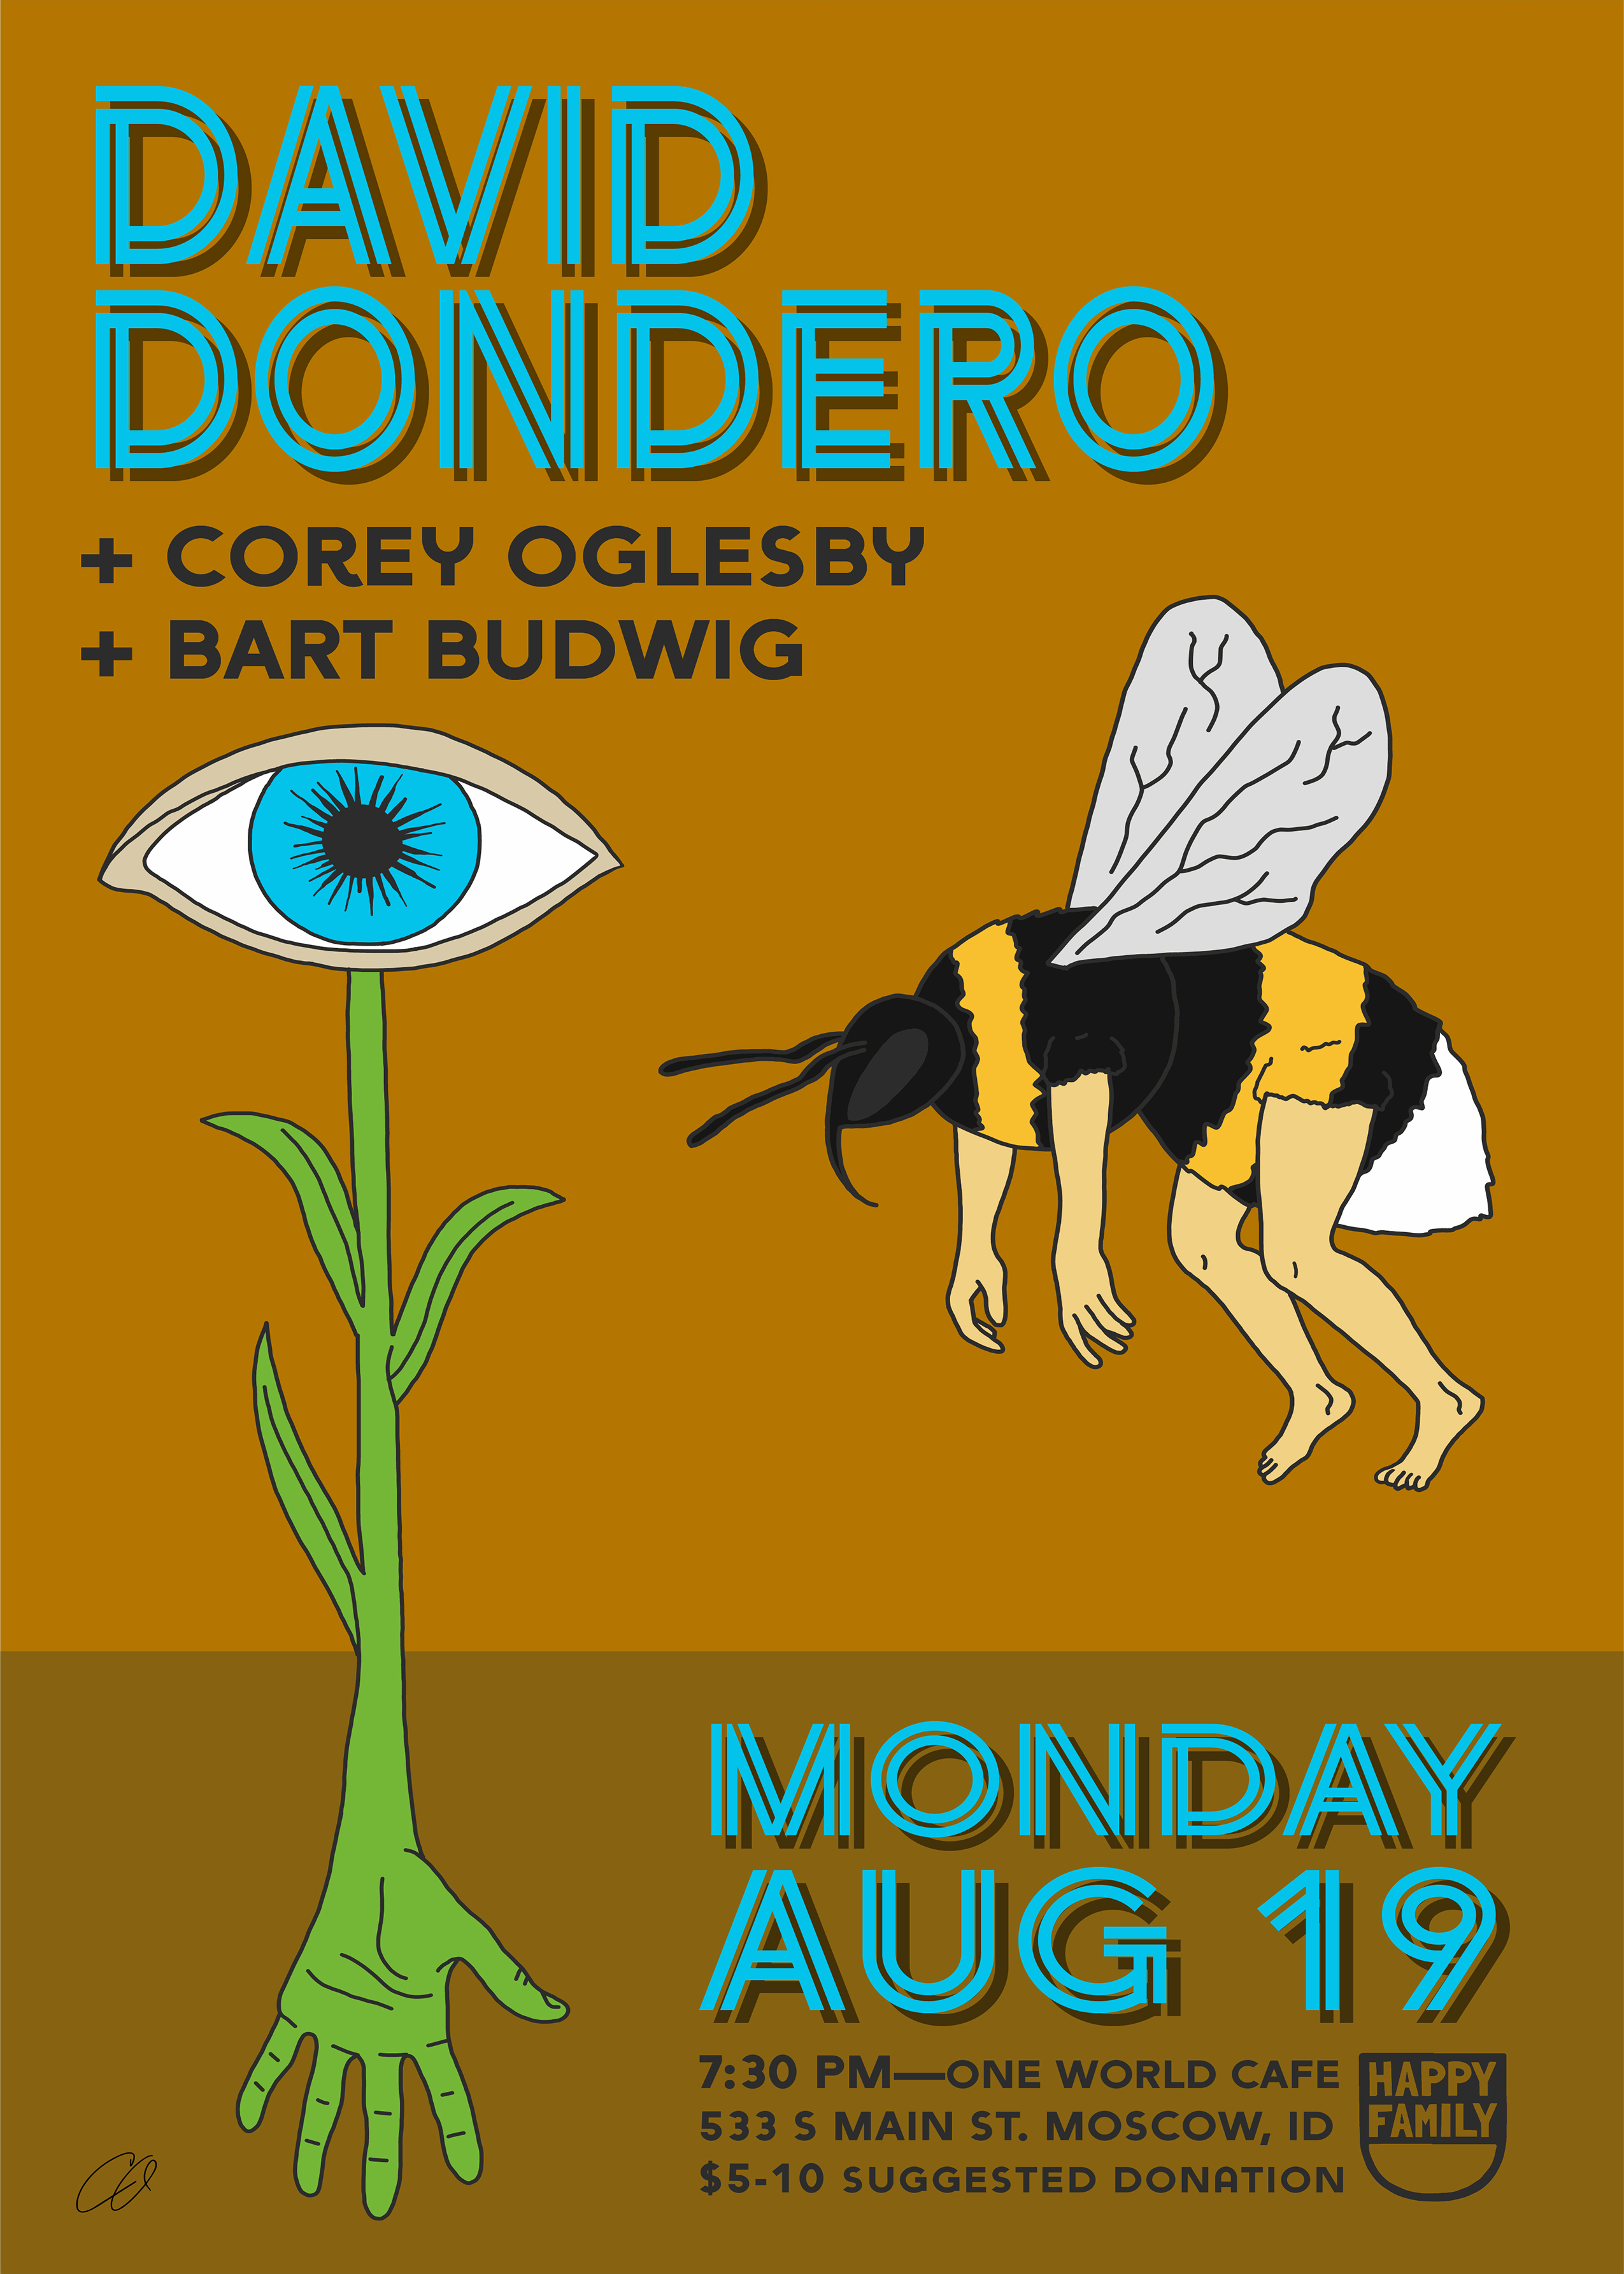 DAVID
DONDERO
+ COREY OGLESBY
+ BART BUDWIG
MONDAY
AUG 19
7:30 PM—ONE WORLD CAFE
533 S MAIN ST. MOSCOW, ID
$5-10 SUGGESTED DONATION
HAPPY
FAMILY